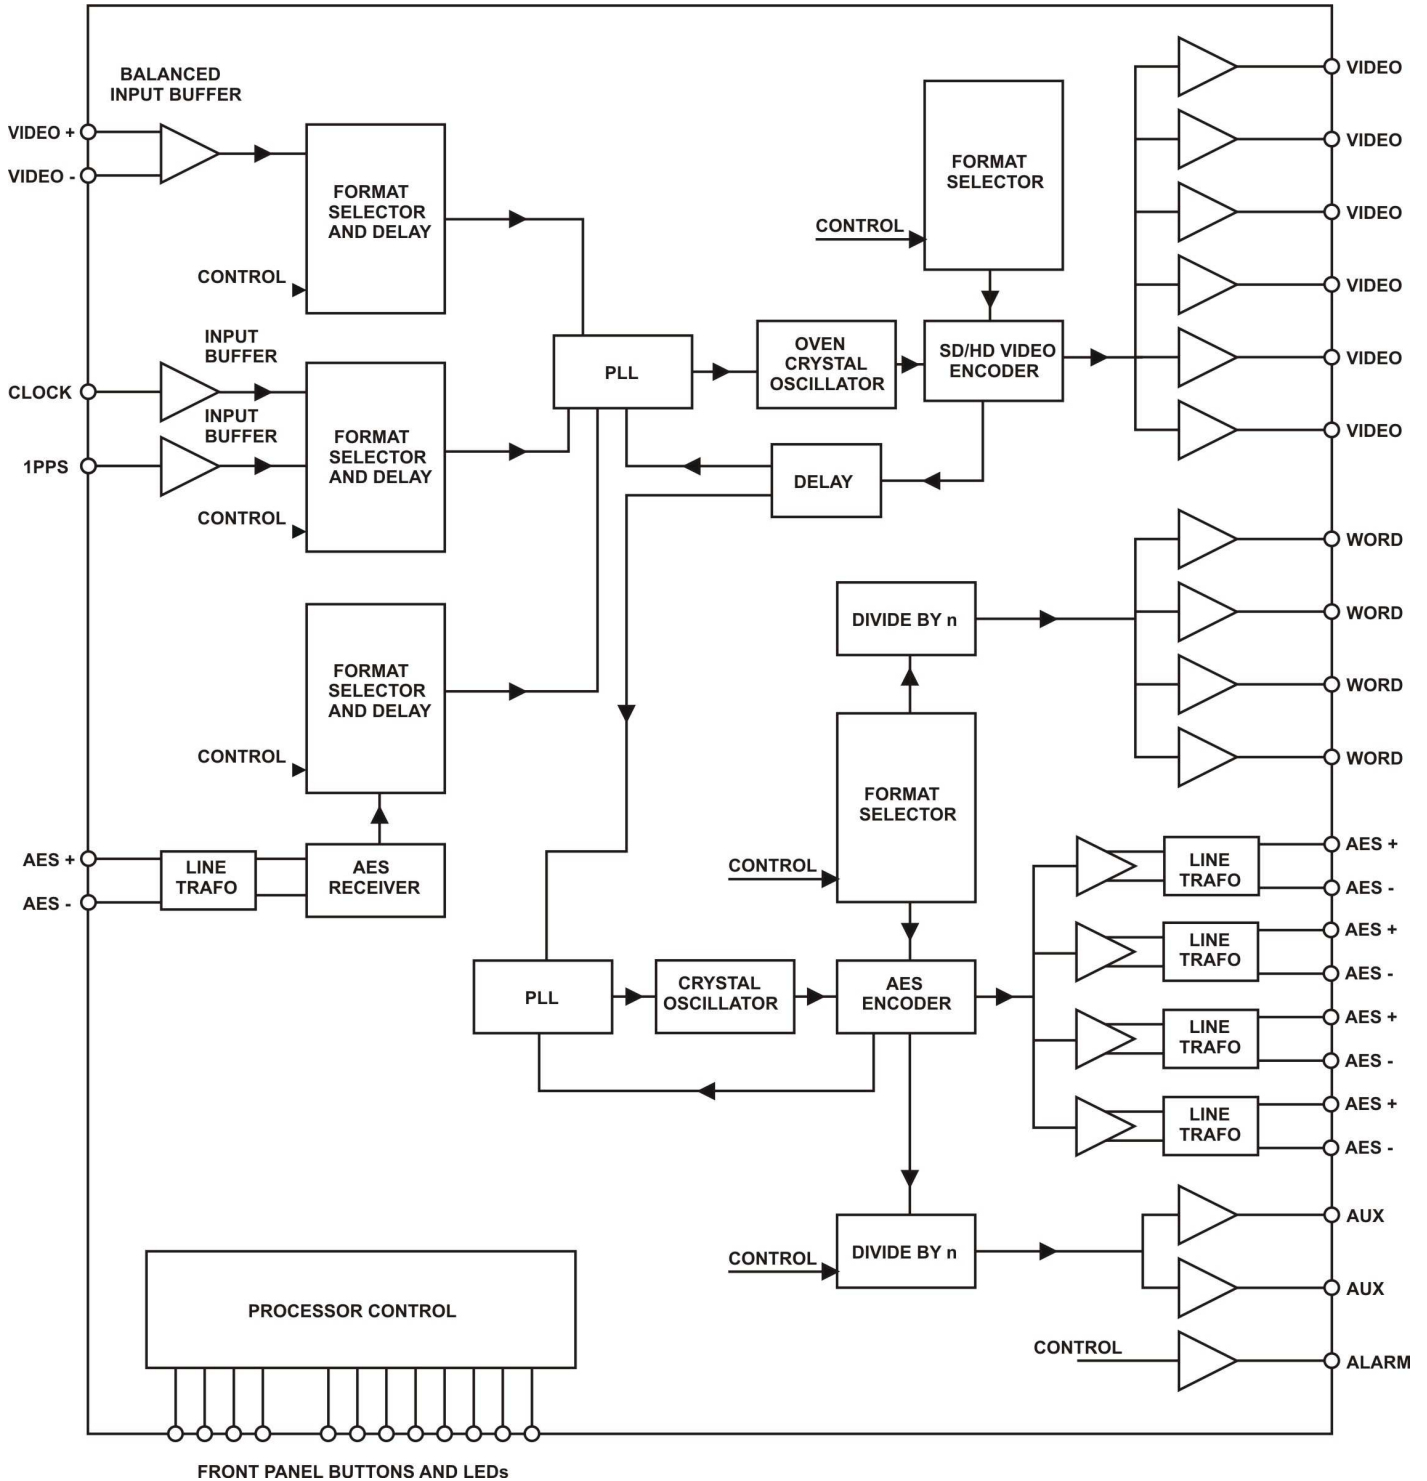 BALANCED
INPUT BUFFER
VIDEO +
VIDEO -
FORMAT
SELECTOR
AND DELAY
CONTROL
INPUT
BUFFER
CLOCK
INPUT
BUFFER
1PPS
FORMAT
SELECTOR
AND DELAY
CONTROL
FORMAT
SELECTOR
AND DELAY
CONTROL
AES +
AES -
LINE
TRAFO
AES
RECEIVER
PLL
OVEN
CRYSTAL
OSCILLATOR
FORMAT
SELECTOR
CONTROL
SD/HD VIDEO
ENCODER
DELAY
VIDEO
VIDEO
VIDEO
VIDEO
VIDEO
VIDEO
DIVIDE BY n
WORD
WORD
WORD
WORD
FORMAT
SELECTOR
CONTROL
PLL
CRYSTAL
OSCILLATOR
AES
ENCODER
LINE
TRAFO
AES +
AES -
LINE
TRAFO
AES +
AES -
LINE
TRAFO
AES +
AES -
LINE
TRAFO
AES +
AES -
CONTROL
DIVIDE BY n
AUX
AUX
CONTROL
ALARM
PROCESSOR CONTROL
FRONT PANEL BUTTONS AND LEDs